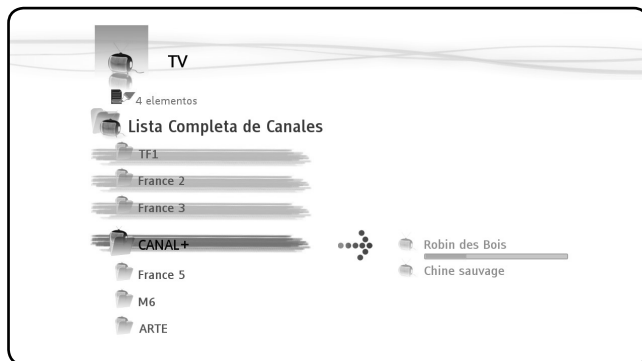 TV
4 elementos
Lista Completa de Canales
TF1
France 2
France 3
CANAL+
Robin des Bois
France 5
Chine sauvage
M6
ARTE